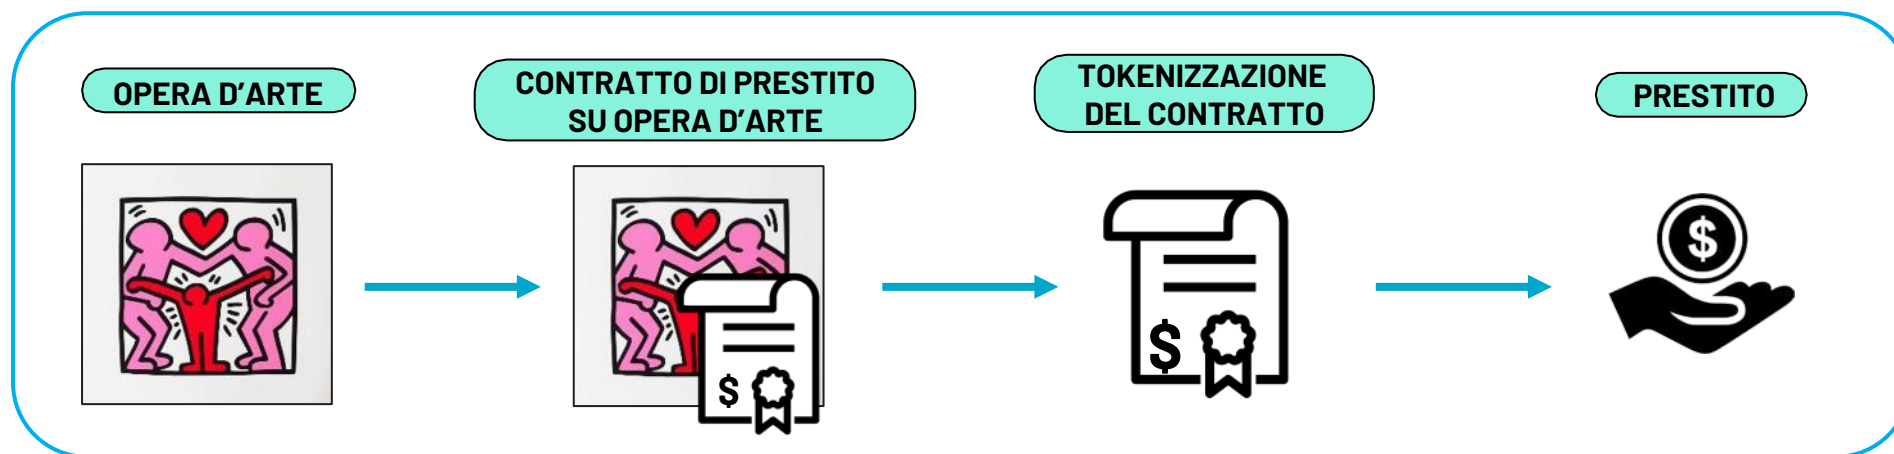 OPERA D’ARTE
CONTRATTO DI PRESTITO
SU OPERA D’ARTE
TOKENIZZAZIONE
DEL CONTRATTO
PRESTITO
$
$
$